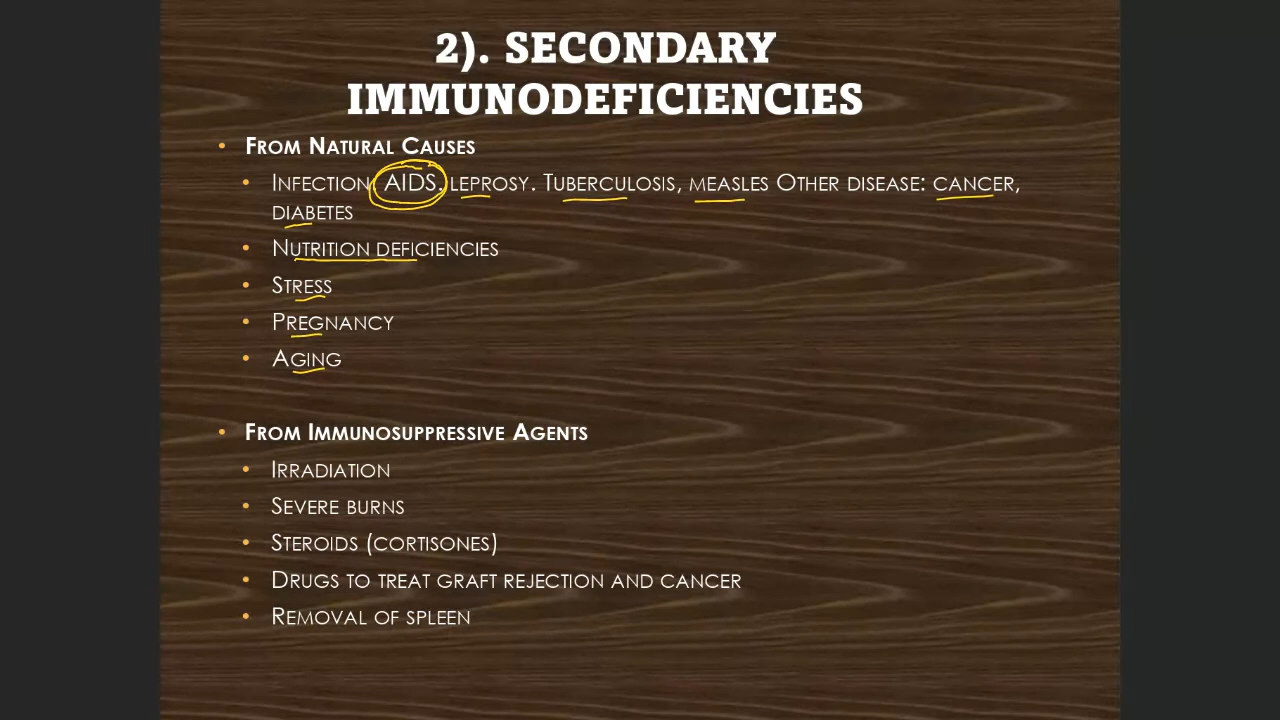 2). SECONDARY
IMMUNODEFICIENCIES
• FROM NATURAL CAUSES
• INFECTION: AIDS. LEPROSY. TUBERCULOSIS, MEASLES OTHER DISEASE: CANCER,
DIABETES
• NUTRITION DEFICIENCIES
• STRESS
• PREGNANCY
• AGING
• FROM IMMUNOSUPPRESSIVE AGENTS
• IRRADIATION
• SEVERE BURNS
• STEROIDS (CORTISONES)
• DRUGS TO TREAT GRAFT REJECTION AND CANCER
• REMOVAL OF SPLEEN